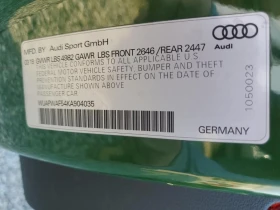 MFD. BY: Audi Sport GmbH
GVWR LBS 4982 GAWR LBS FRONT 2646 / REAR 2447
THIS VEHICLE CONFORMS TO ALL APPLICABLE U.S.
FEDERAL MOTOR VEHICLE SAFETY, BUMPER AND THEFT
PREVENTION STANDARDS IN EFFECT ON THE DATE OF
MANUFACTURE SHOWN ABOVE
PASSENGER CAR
Audi
1050023
GERMANY